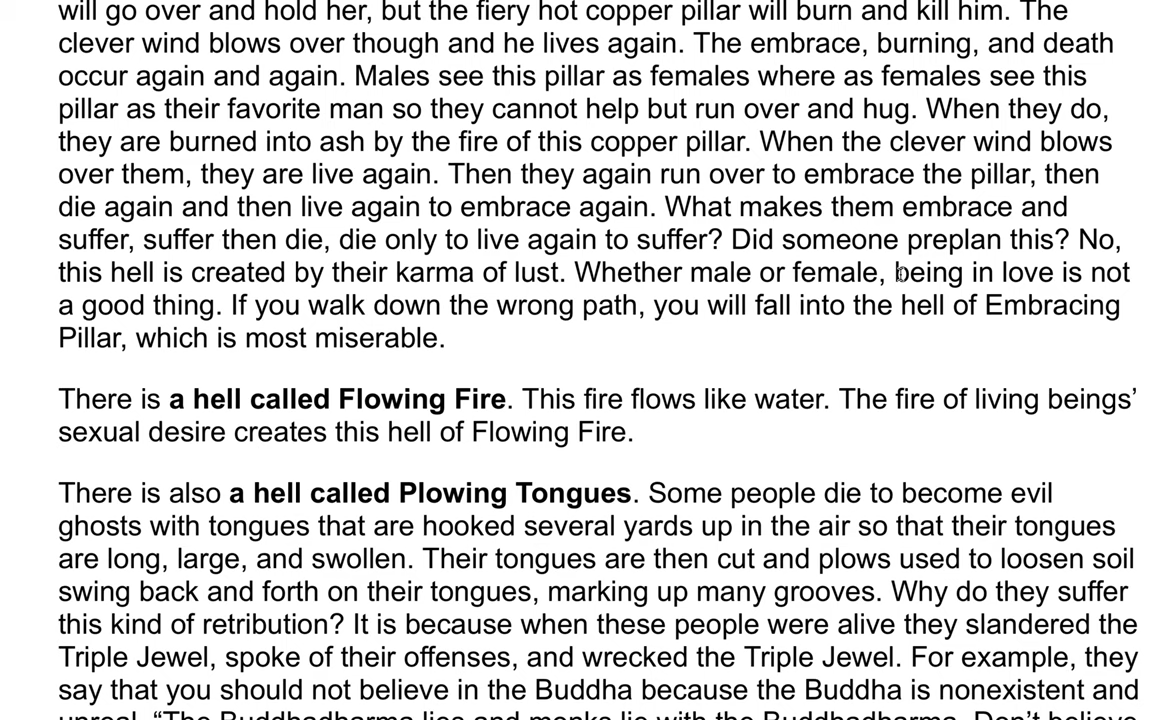 will go over and hold her, but the fiery hot copper pillar will burn and kill him. The
clever wind blows over though and he lives again. The embrace, burning, and death
occur again and again. Males see this pillar as females where as females see this
pillar as their favorite man so they cannot help but run over and hug. When they do,
they are burned into ash by the fire of this copper pillar. When the clever wind blows
over them, they are live again. Then they again run over to embrace the pillar, then
die again and then live again to embrace again. What makes them embrace and
suffer, suffer then die, die only to live again to suffer? Did someone preplan this? No,
this hell is created by their karma of lust. Whether male or female, being in love is not
a good thing. If you walk down the wrong path, you will fall into the hell of Embracing
Pillar, which is most miserable.
There is a hell called Flowing Fire. This fire flows like water. The fire of living beings’
sexual desire creates this hell of Flowing Fire.
There is also a hell called Plowing Tongues. Some people die to become evil
ghosts with tongues that are hooked several yards up in the air so that their tongues
are long, large, and swollen. Their tongues are then cut and plows used to loosen soil
swing back and forth on their tongues, marking up many grooves. Why do they suffer
this kind of retribution? It is because when these people were alive they slandered the
Triple Jewel, spoke of their offenses, and wrecked the Triple Jewel. For example, they
say that you should not believe in the Buddha because the Buddha is nonexistent and
unreal. “The Buddhadharma lies and monks lie with the Buddhadharma. Don’t believe